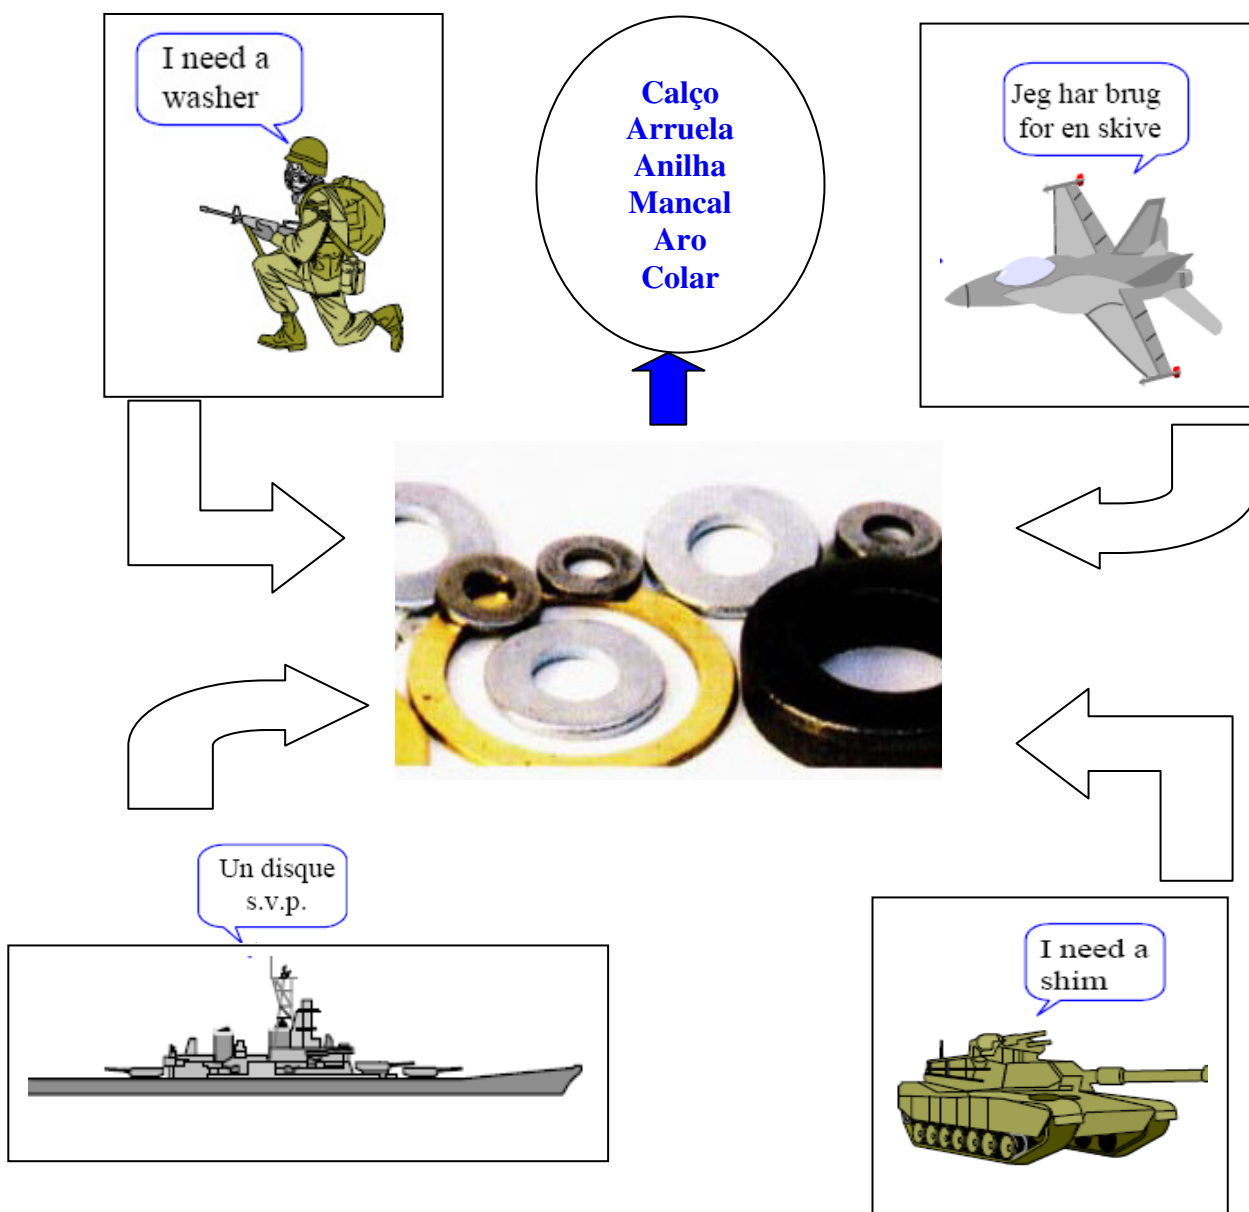 I need a
washer
Calço
Arruela
Anilha
Mancal
Aro
Colar
Jeg har brug
for en skive
Un disque
s.v.p.
I need a
shim